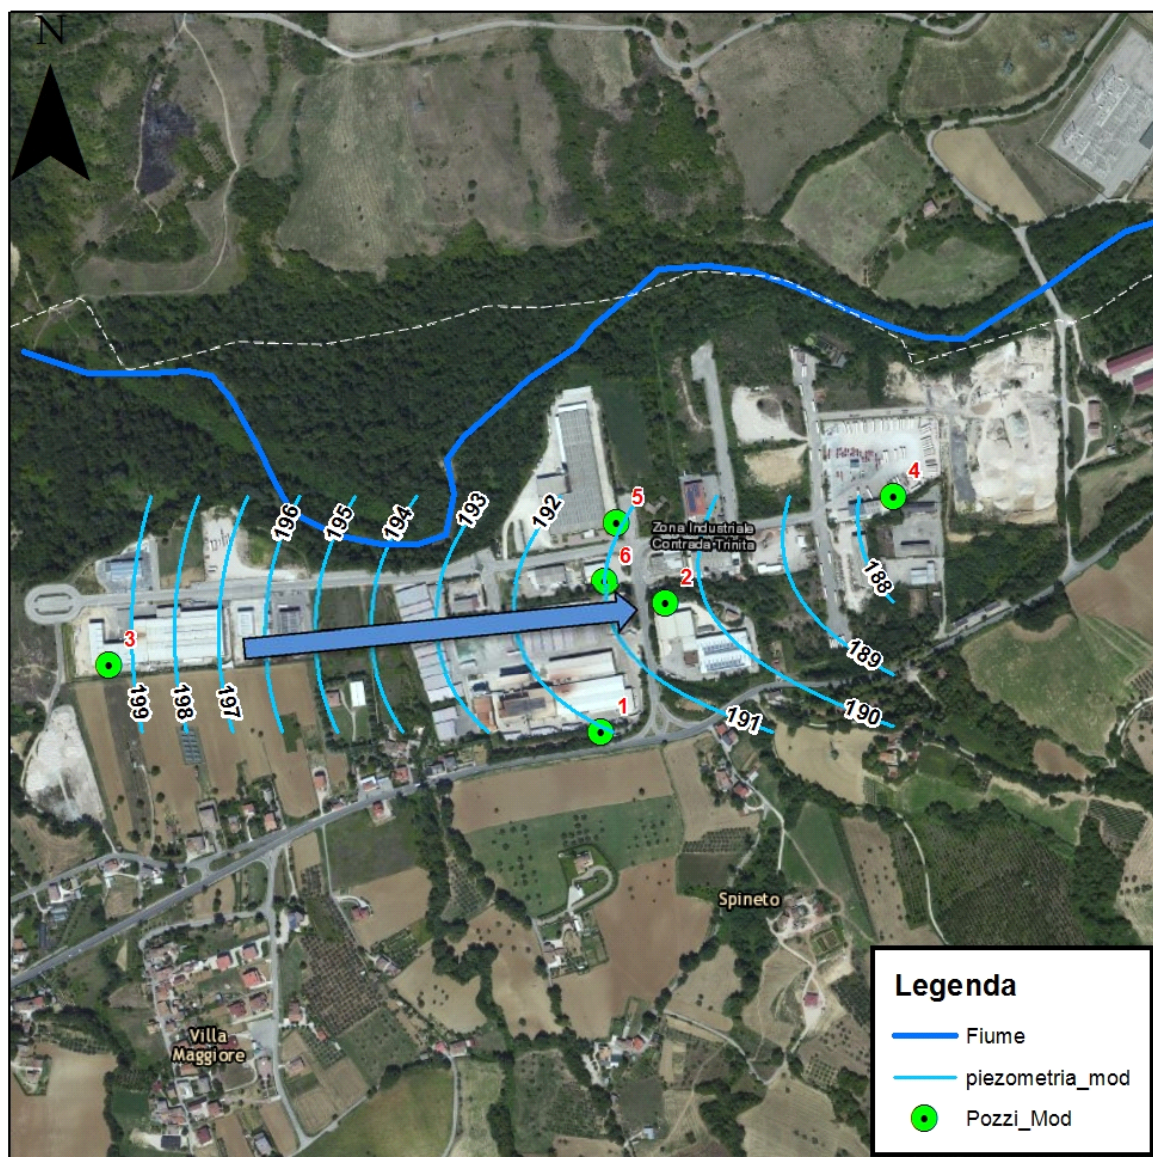 N
196
195
194
193
192
5
4
Zona Industriale
Contrada Trinita
6
2
188
3
189
199
198
197
1
191
190
Spineto
Villa
Maggiore
Legenda
Fiume
piezometria_mod
Pozzi_Mod